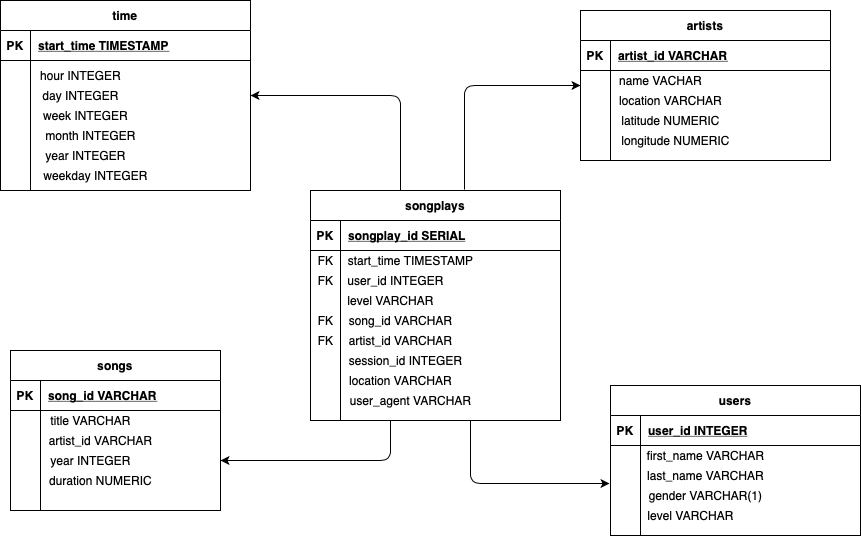 time
PK start_time TIMESTAMP
hour INTEGER
day INTEGER
week INTEGER
month INTEGER
year INTEGER
weekday INTEGER
artists
PK artist_id VARCHAR
name VACHAR
location VARCHAR
latitude NUMERIC
longitude NUMERIC
songplays
PK songplay_id SERIAL
FK start_time TIMESTAMP
FK user_id INTEGER
level VARCHAR
FK song_id VARCHAR
FK artist_id VARCHAR
session_id INTEGER
location VARCHAR
user_agent VARCHAR
songs
PK song_id VARCHAR
title VARCHAR
artist_id VARCHAR
year INTEGER
duration NUMERIC
users
PK user_id INTEGER
first_name VARCHAR
last_name VARCHAR
gender VARCHAR(1)
level VARCHAR